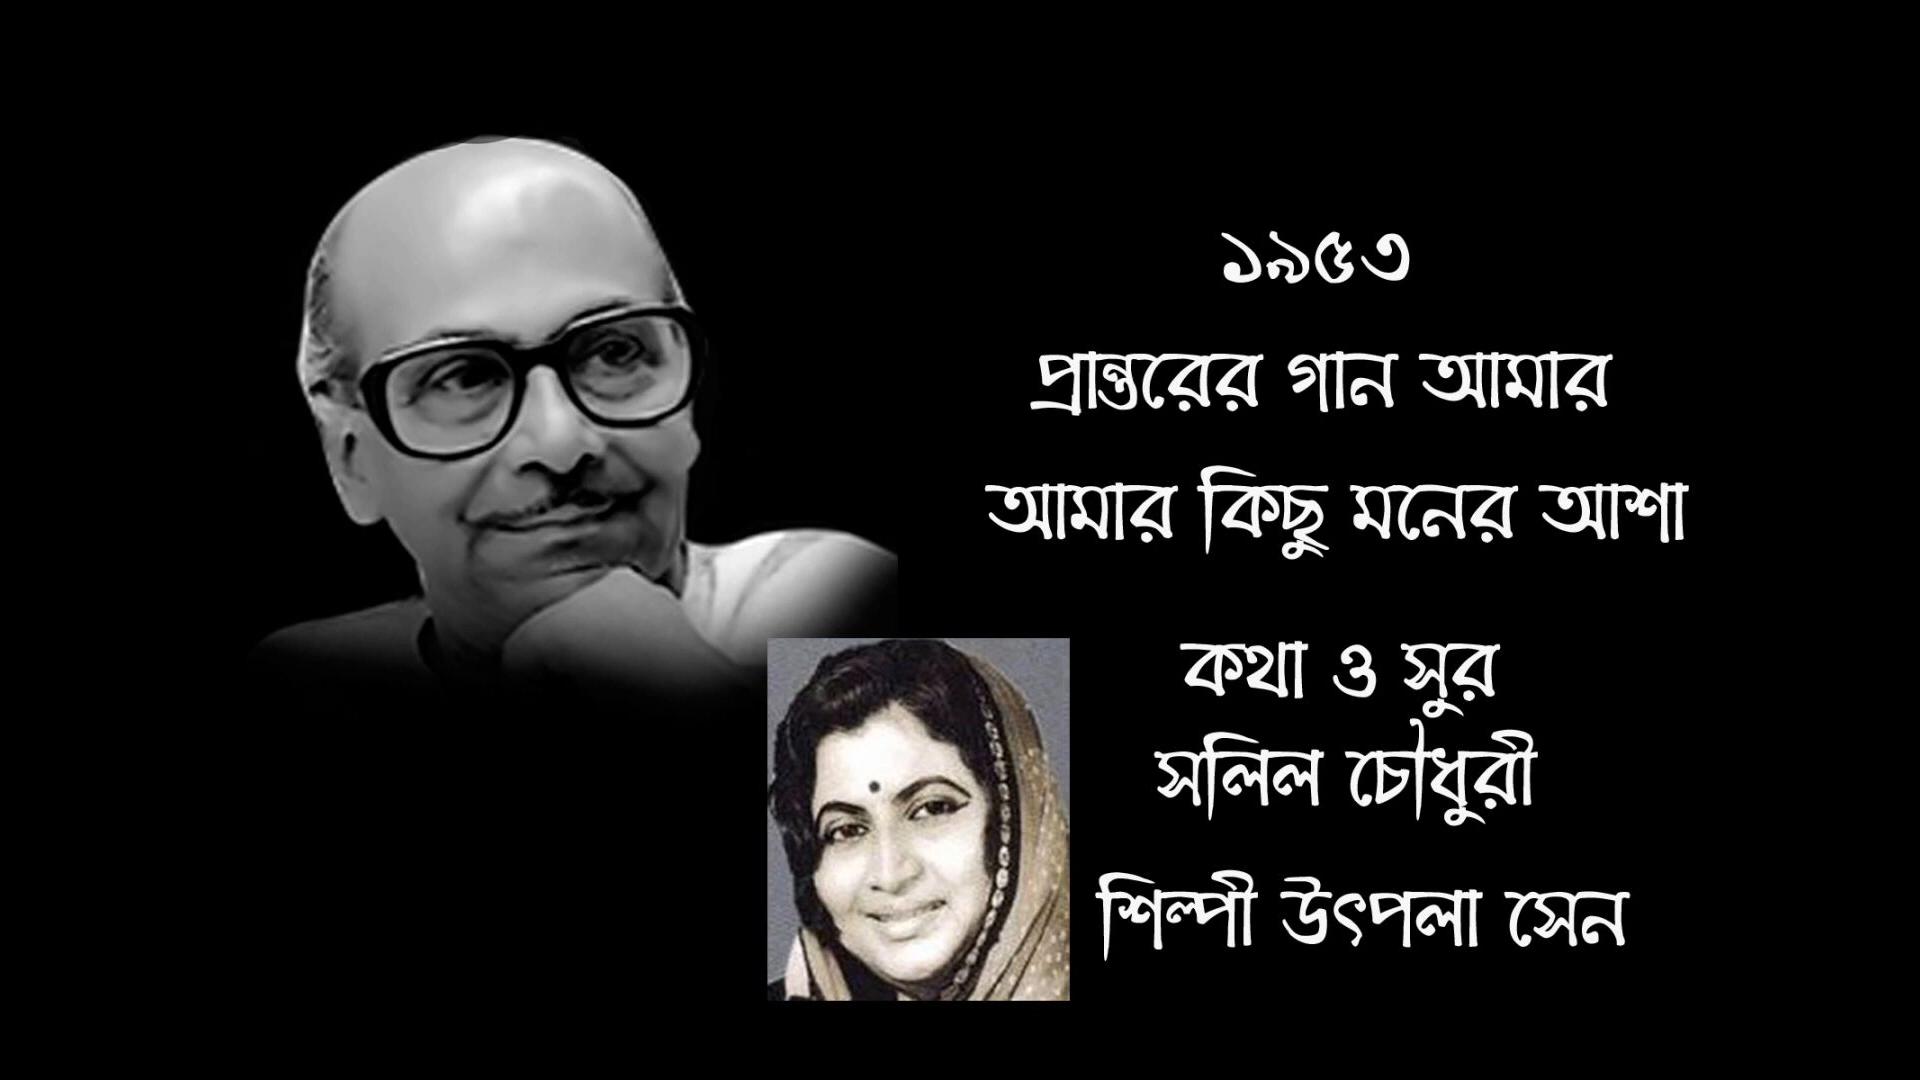 ১৯৫৩
প্রান্তরের গান আমার
আমার কিছু মনের আশা
কথা ও সুর
সলিল চৌধুরী
শিল্পী উৎপলা সেন